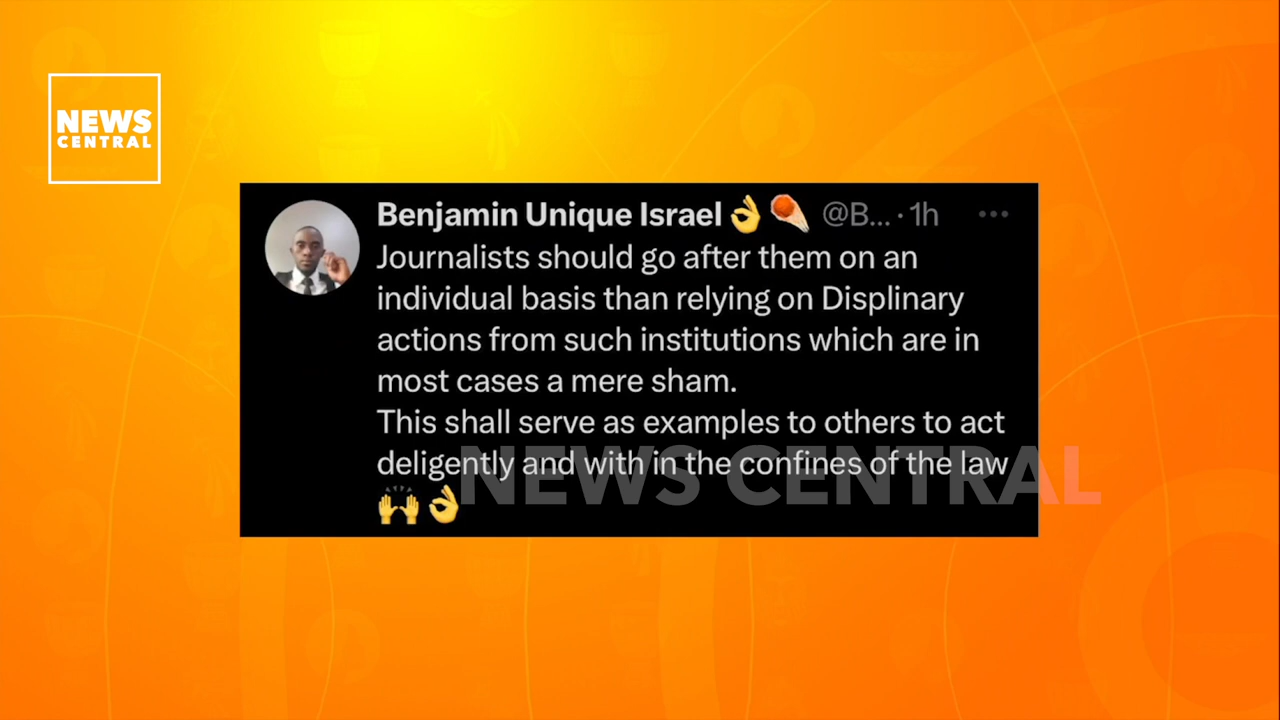 NEWS
CENTRAL
Benjamin Unique Israel👌☄️ @B... · 1h ...
Journalists should go after them on an
individual basis than relying on Displinary
actions from such institutions which are in
most cases a mere sham.
This shall serve as examples to others to act
deligently and with in the confines of the law
🙌👌
NEWS CENTRAL